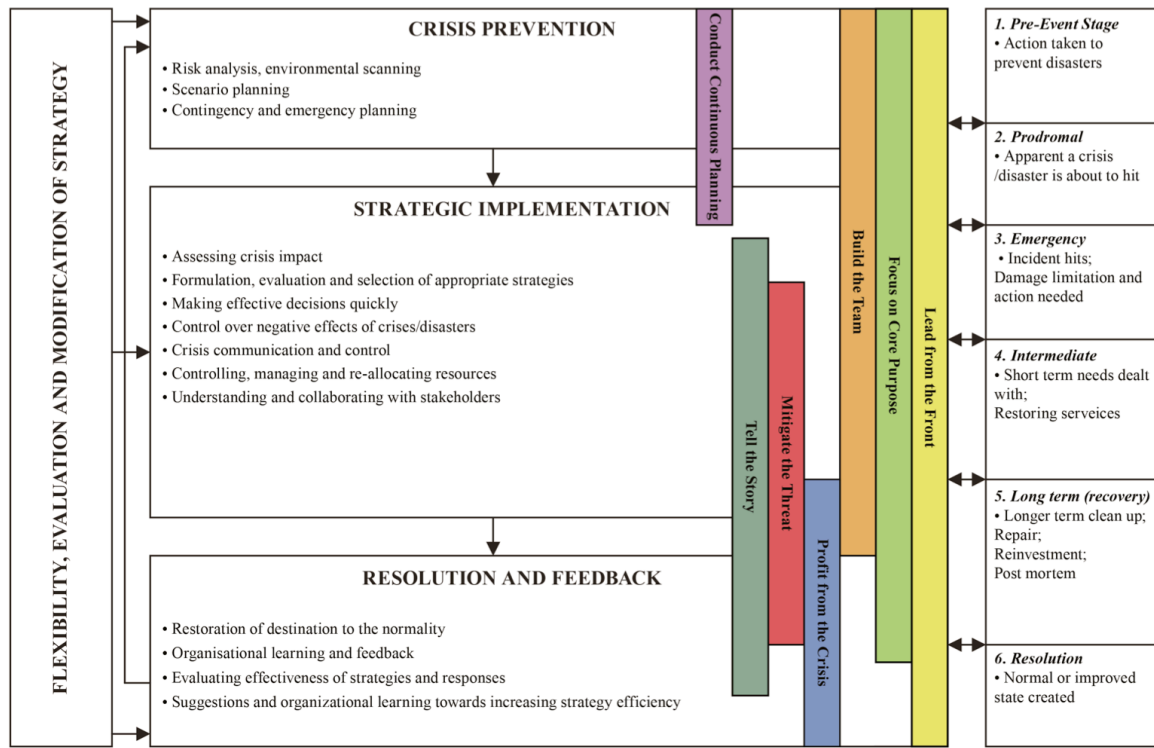 FLEXIBILITY, EVALUATION AND MODIFICATION OF STRATEGY
CRISIS PREVENTION
• Risk analysis, environmental scanning
• Scenario planning
• Contingency and emergency planning
STRATEGIC IMPLEMENTATION
• Assessing crisis impact
• Formulation, evaluation and selection of appropriate strategies
• Making effective decisions quickly
• Control over negative effects of crises/disasters
• Crisis communication and control
• Controlling, managing and re-allocating resources
• Understanding and collaborating with stakeholders
RESOLUTION AND FEEDBACK
• Restoration of destination to the normality
• Organisational learning and feedback
• Evaluating effectiveness of strategies and responses
• Suggestions and organizational learning towards increasing strategy efficiency
Conduct Continuous Planning
Tell the Story
Mitigate the Threat
Profit from the Crisis
Build the Team
Focus on Core Purpose
Lead from the Front
1. Pre-Event Stage
• Action taken to
prevent disasters
2. Prodromal
• Apparent a crisis
/disaster is about to hit
3. Emergency
• Incident hits;
Damage limitation and
action needed
4. Intermediate
• Short term needs dealt
with;
Restoring serveices
5. Long term (recovery)
• Longer term clean up;
Repair;
Reinvestment;
Post mortem
6. Resolution
• Normal or improved
state created